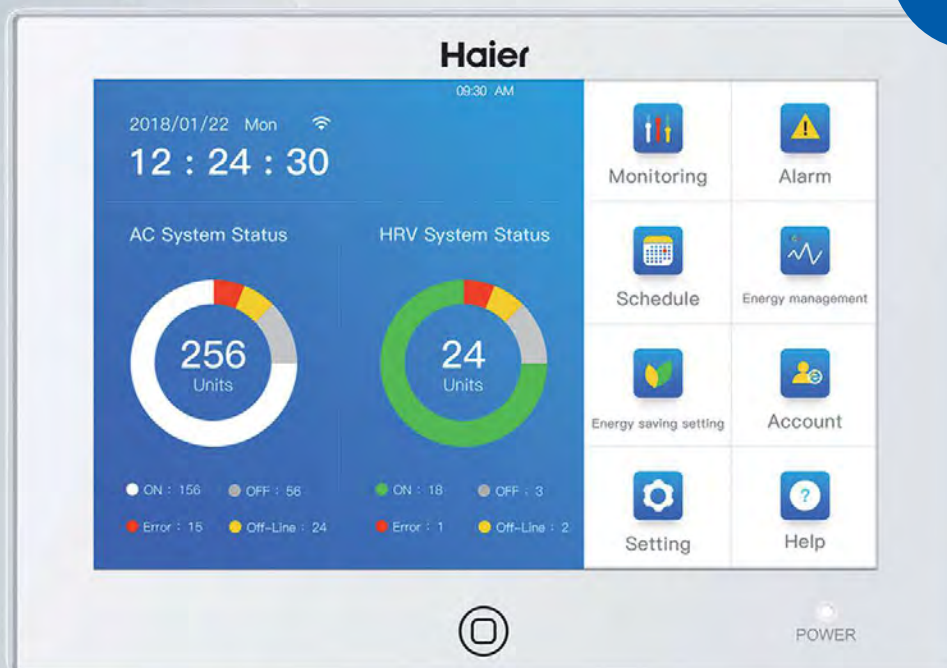 Haier
09:30 AM
2018/01/22 Mon
12 : 24 : 30
AC System Status
HRV System Status
256
Units
24
Units
ON : 156
OFF : 56
ON : 18
OFF : 3
Error : 15
Off-Line : 24
Error : 1
Off-Line : 2
Monitoring
Alarm
Schedule
Energy management
Energy saving setting
Account
Setting
Help
POWER